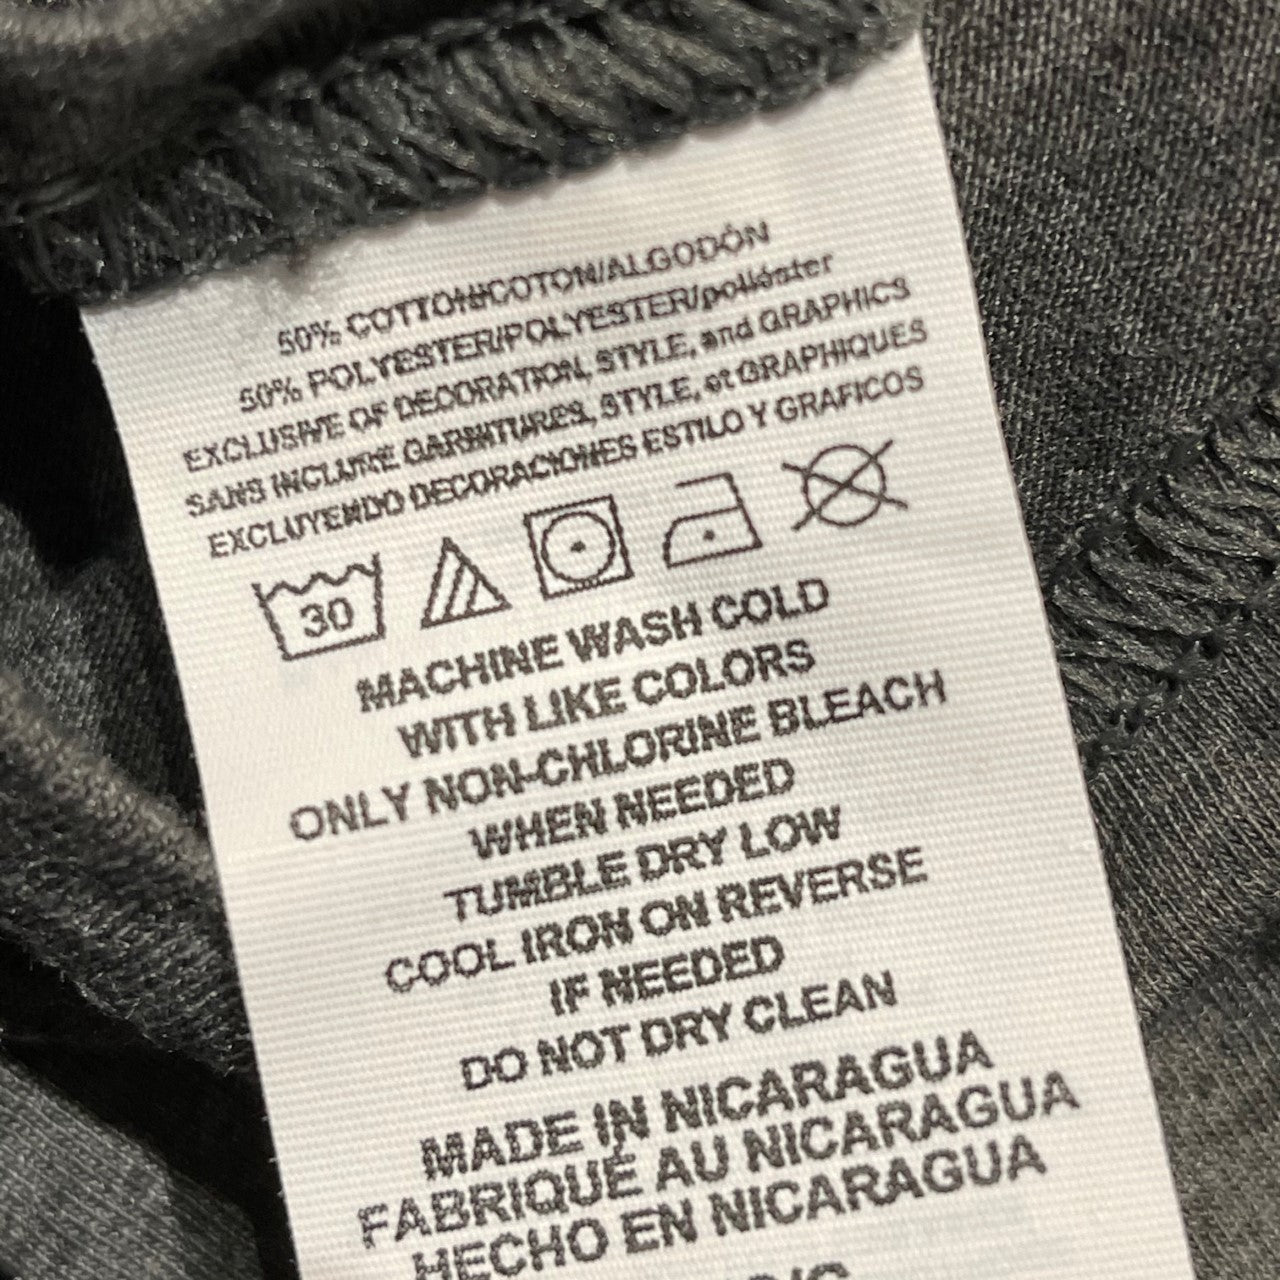 50% COTTON/COTON/ALGODÓN
50% POLYESTER/POLYESTER/poliéster
EXCLUSIVE OF DECORATION, STYLE, and GRAPHICS
SANS INCLURE GARNITURES, STYLE, et GRAPHIQUES
EXCLUYENDO DECORACIONES ESTILO Y GRAFICOS
30
MACHINE WASH COLD
WITH LIKE COLORS
ONLY NON-CHLORINE BLEACH
WHEN NEEDED
TUMBLE DRY LOW
COOL IRON ON REVERSE
IF NEEDED
DO NOT DRY CLEAN
MADE IN NICARAGUA
FABRIQUÉ AU NICARAGUA
HECHO EN NICARAGUA